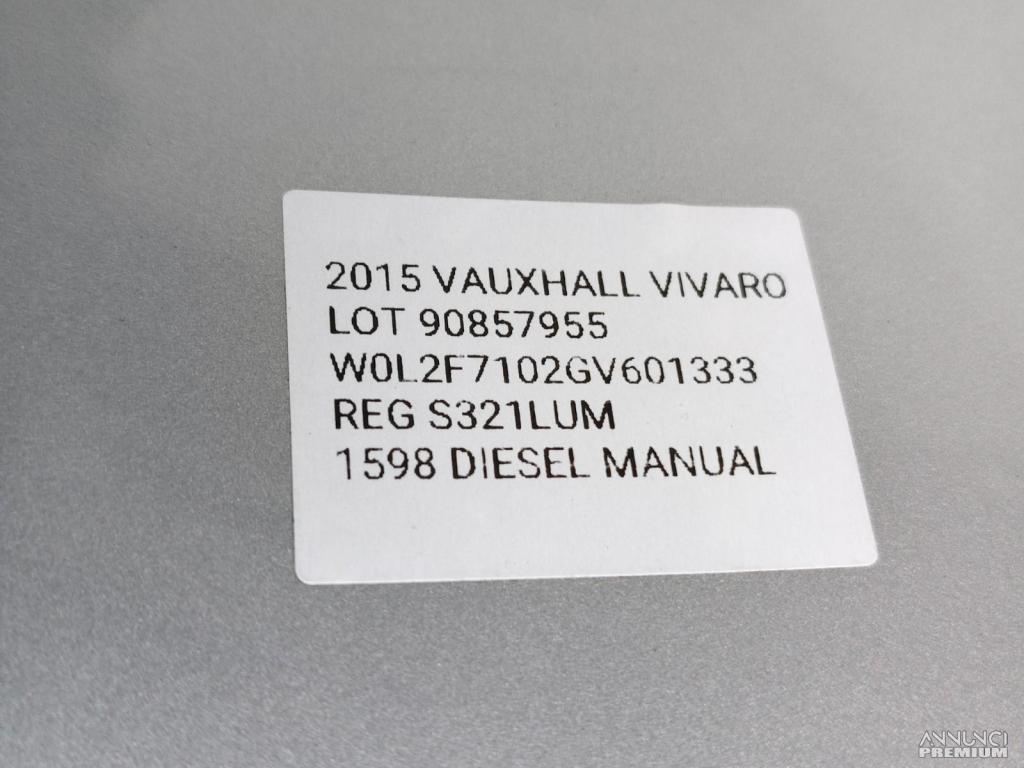 2015 VAUXHALL VIVARO
LOT 90857955
W0L2F7102GV601333
REG S321LUM
1598 DIESEL MANUAL
ANNUNCI
PREMIUM